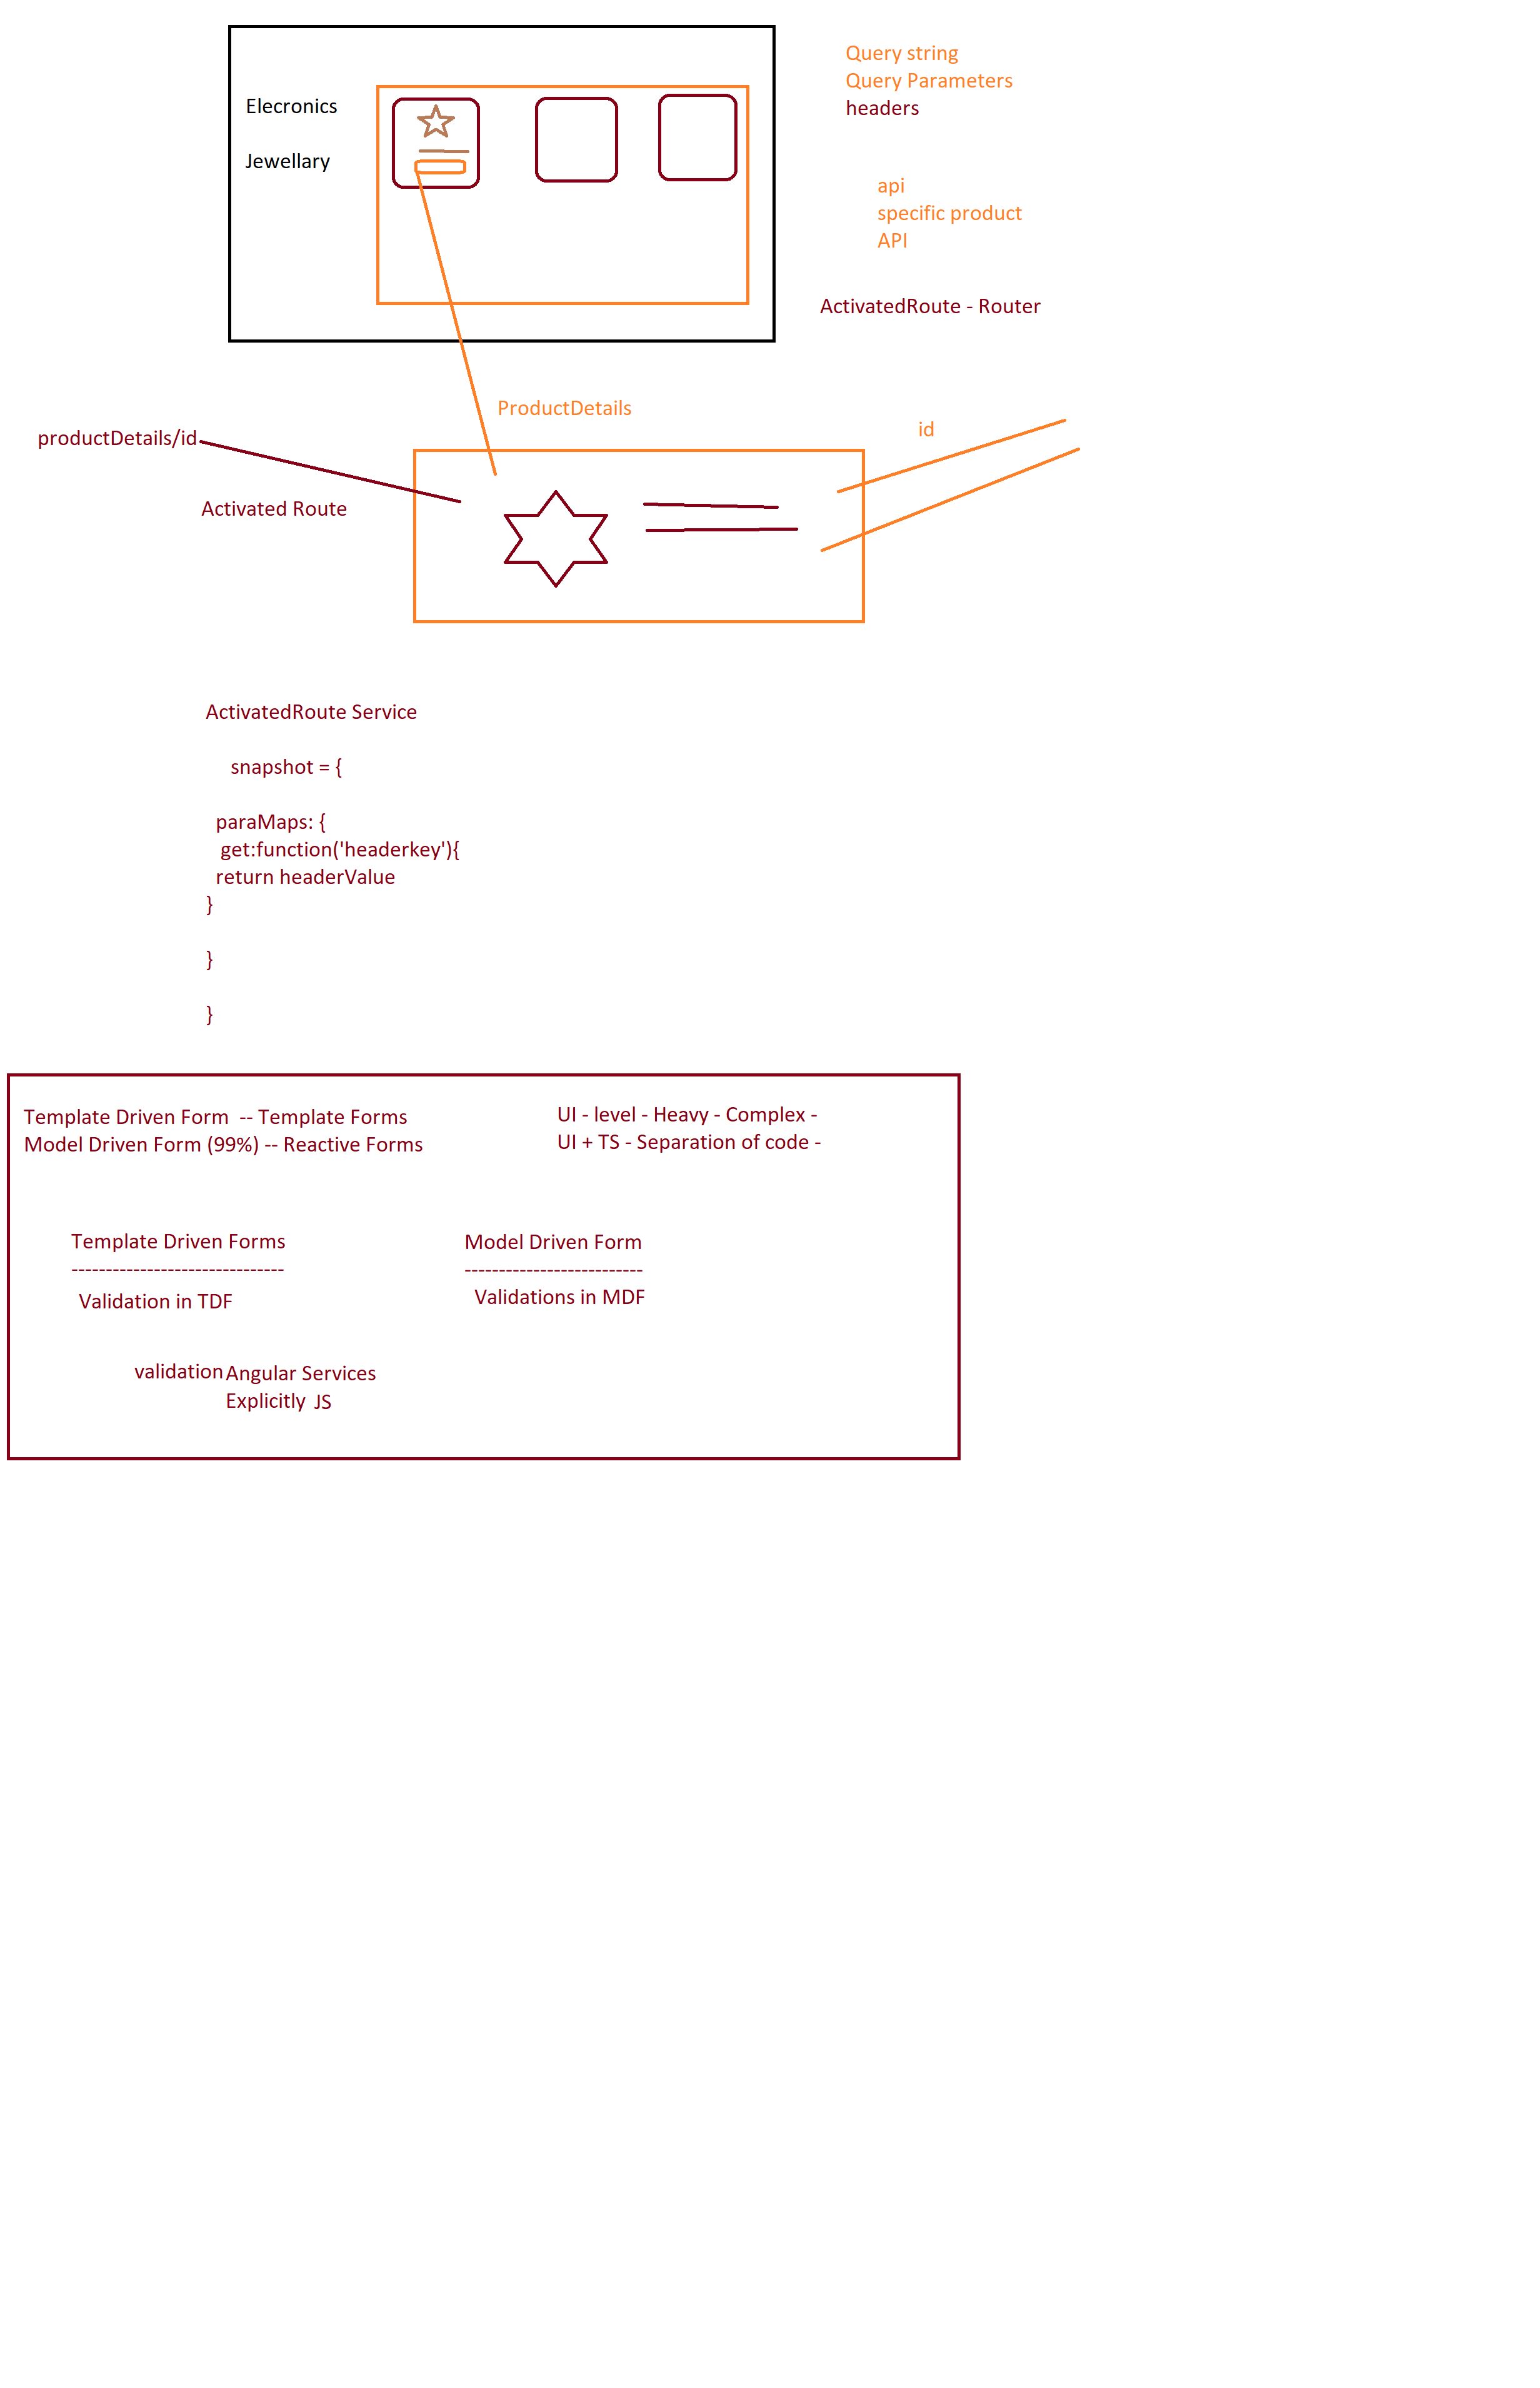 Query string
Query Parameters
headers
Elecronics
Jewellary
api
specific product
API
ActivatedRoute - Router
ProductDetails
id
productDetails/id
Activated Route
ActivatedRoute Service
snapshot = {
paraMaps: {
get:function('headerkey'){
return headerValue
}
}
}
Template Driven Form  -- Template Forms
Model Driven Form (99%) -- Reactive Forms
UI - level - Heavy - Complex -
UI + TS - Separation of code -
Template Driven Forms
-------------------------------
Validation in TDF
Model Driven Form
--------------------------
Validations in MDF
validation Angular Services
Explicitly  JS